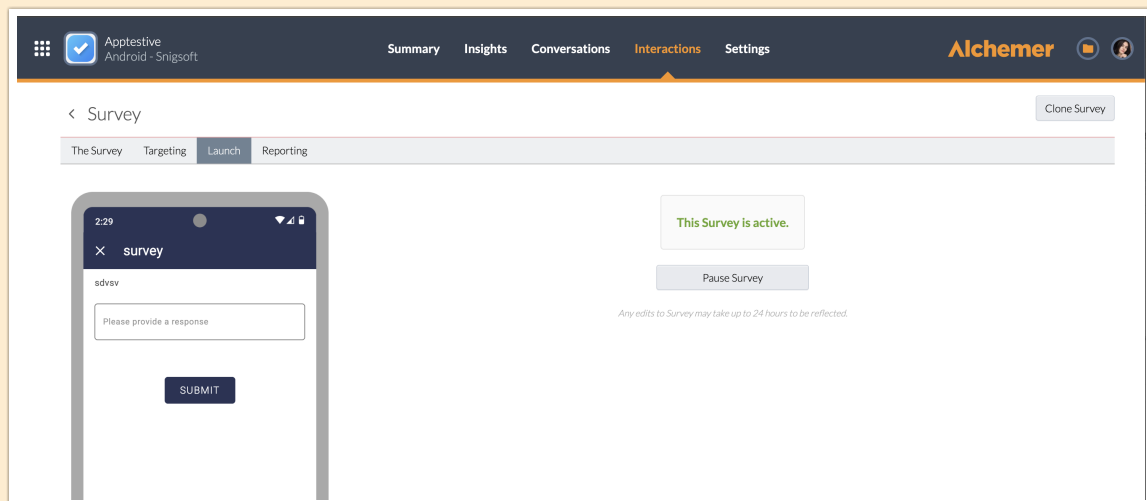 Apptestive
Android - Snigsoft
Summary Insights Conversations Interactions Settings
Alchemer
Survey
Clone Survey
The Survey Targeting Launch Reporting
2:29
survey
sdvsv
Please provide a response
SUBMIT
This Survey is active.
Pause Survey
Any edits to Survey may take up to 24 hours to be reflected.